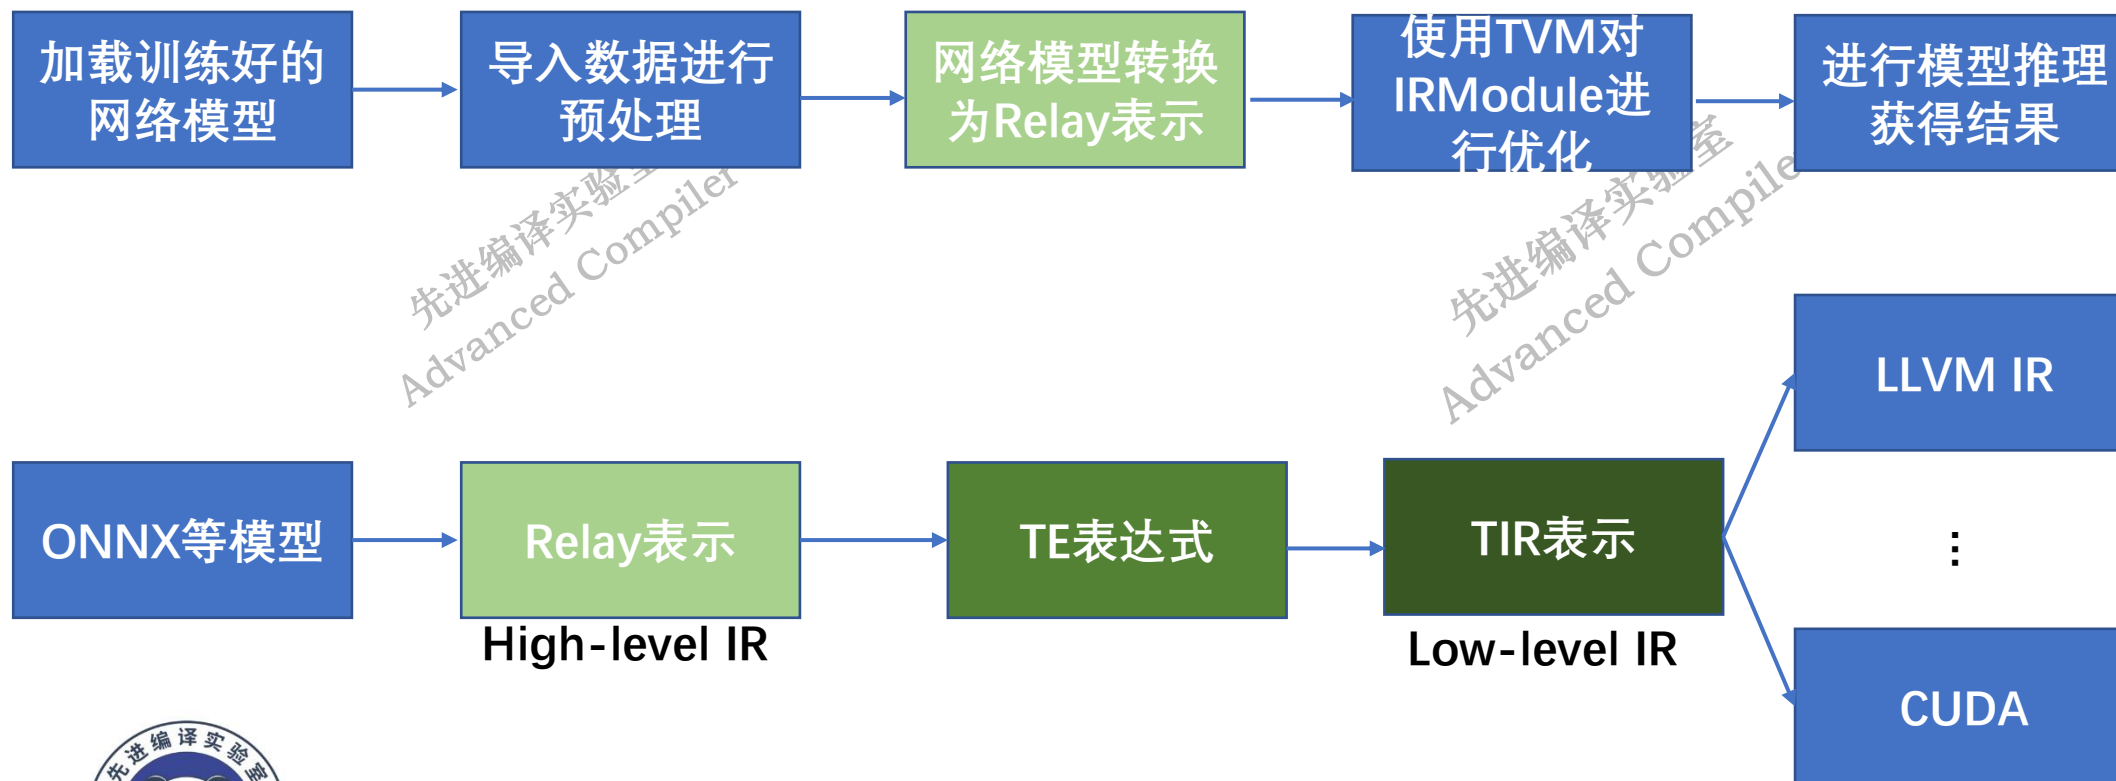 加载训练好的
网络模型
导入数据进行
预处理
网络模型转换
为Relay表示
使用TVM对
IRModule进
行优化
进行模型推理
获得结果
先进编译实验室
Advanced Compiler
先进编译实验室
Advanced Compiler
LLVM IR
ONNX等模型
Relay表示
TE表达式
TIR表示
⋮
High-level IR
Low-level IR
CUDA
先进编译实验室